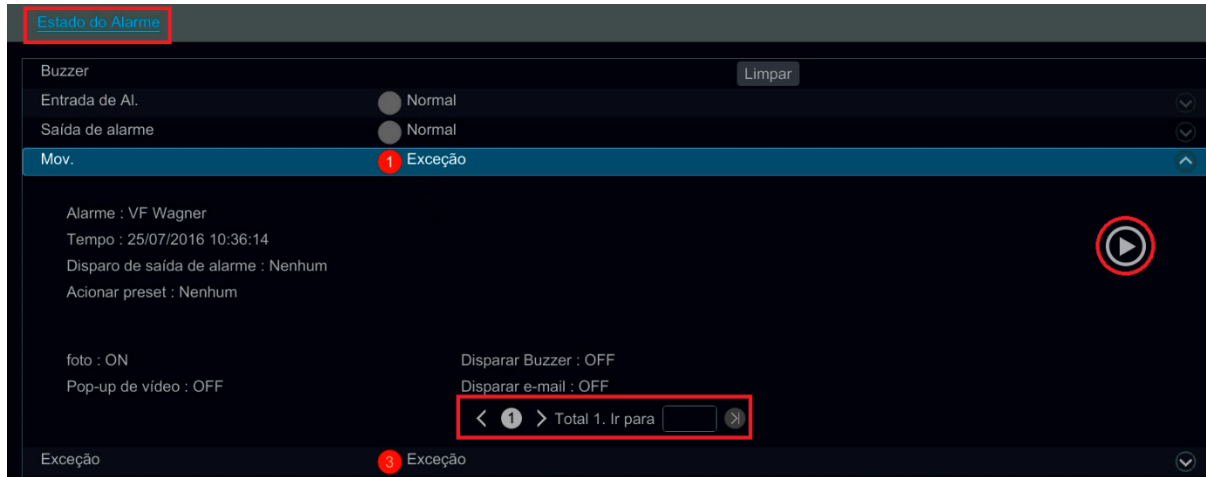 Estado do Alarme
Buzzer Limpar
Entrada de Al. Normal
Saída de alarme Normal
Mov. 1 Exceção
Alarme : VF Wagner
Tempo : 25/07/2016 10:36:14
Disparo de saída de alarme : Nenhum
Acionar preset : Nenhum
foto : ON Disparar Buzzer : OFF
Pop-up de vídeo : OFF Disparar e-mail : OFF
1 Total 1. Ir para
Exceção 3 Exceção